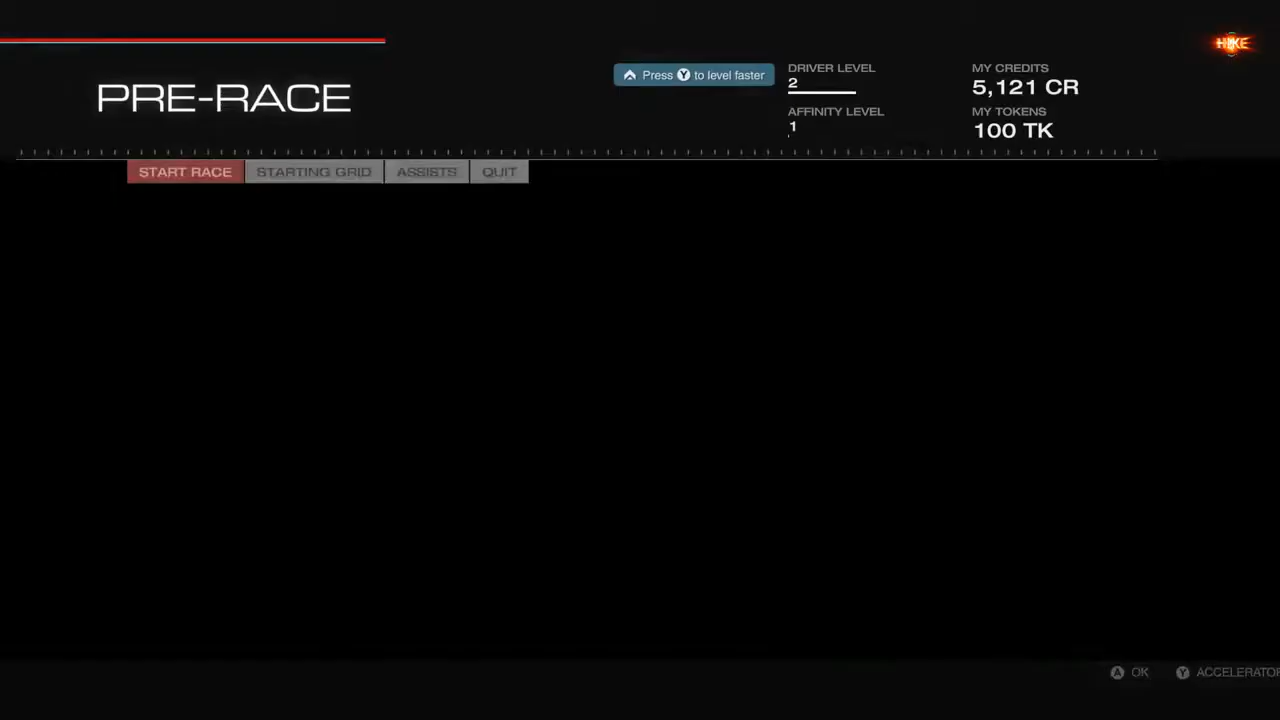 HIKE
PRE-RACE
Press Y to level faster
DRIVER LEVEL
2
AFFINITY LEVEL
1
MY CREDITS
5,121 CR
MY TOKENS
100 TK
START RACE
STARTING GRID
ASSISTS
QUIT
A OK
Y ACCELERATOR